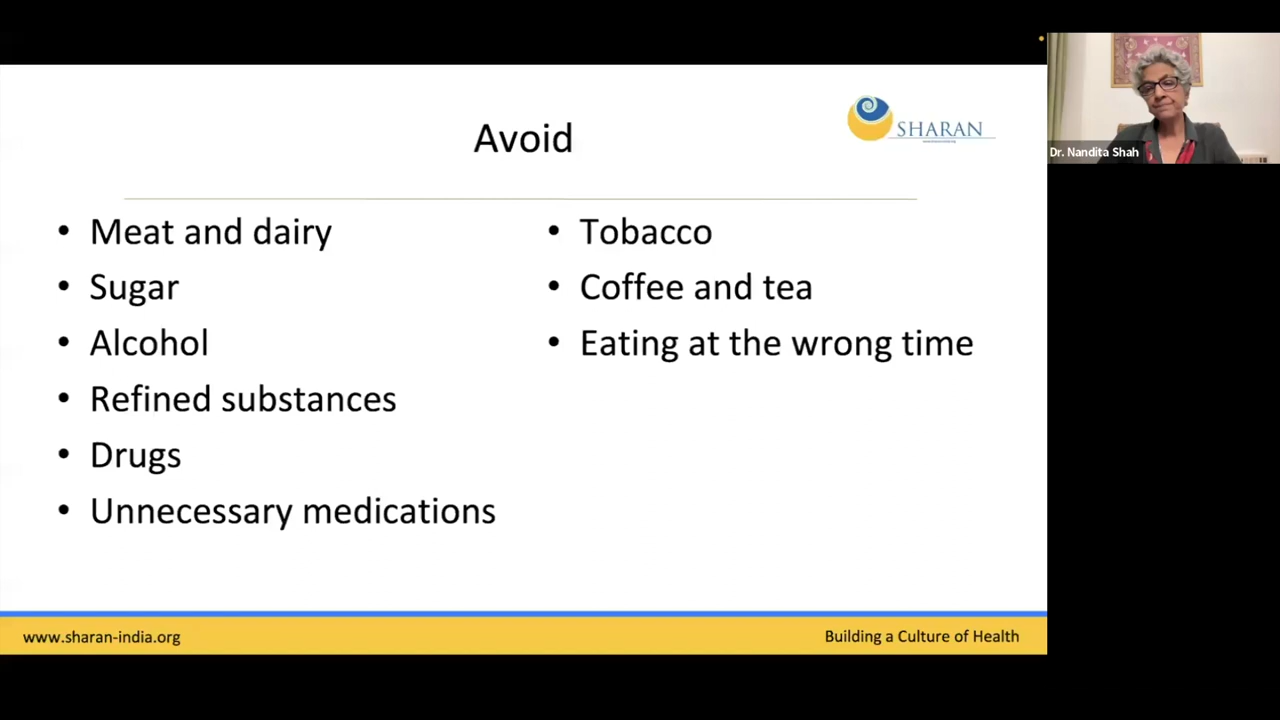 Avoid
SHARAN
• Meat and dairy
• Sugar
• Alcohol
• Refined substances
• Drugs
• Unnecessary medications
• Tobacco
• Coffee and tea
• Eating at the wrong time
www.sharan-india.org
Building a Culture of Health
Dr. Nandita Shah